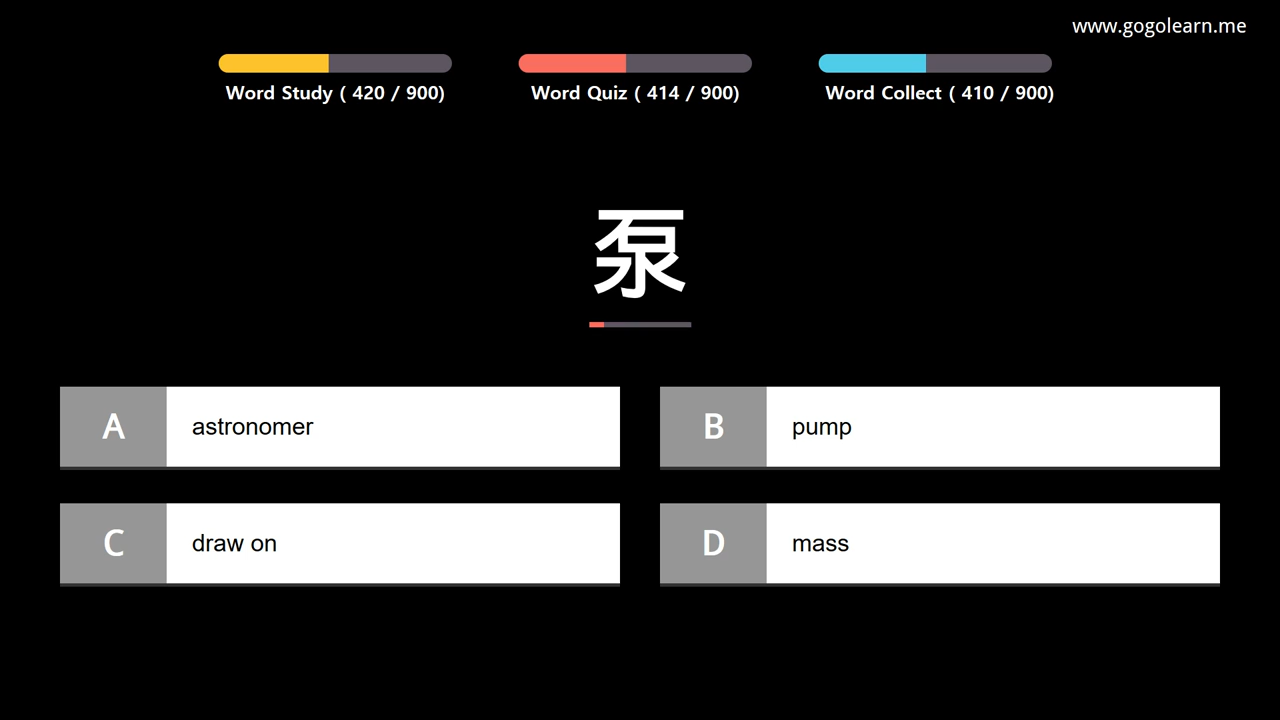 www.gogolearn.me
Word Study ( 420 / 900)
Word Quiz ( 414 / 900)
Word Collect ( 410 / 900)
泵
A astronomer
B pump
C draw on
D mass